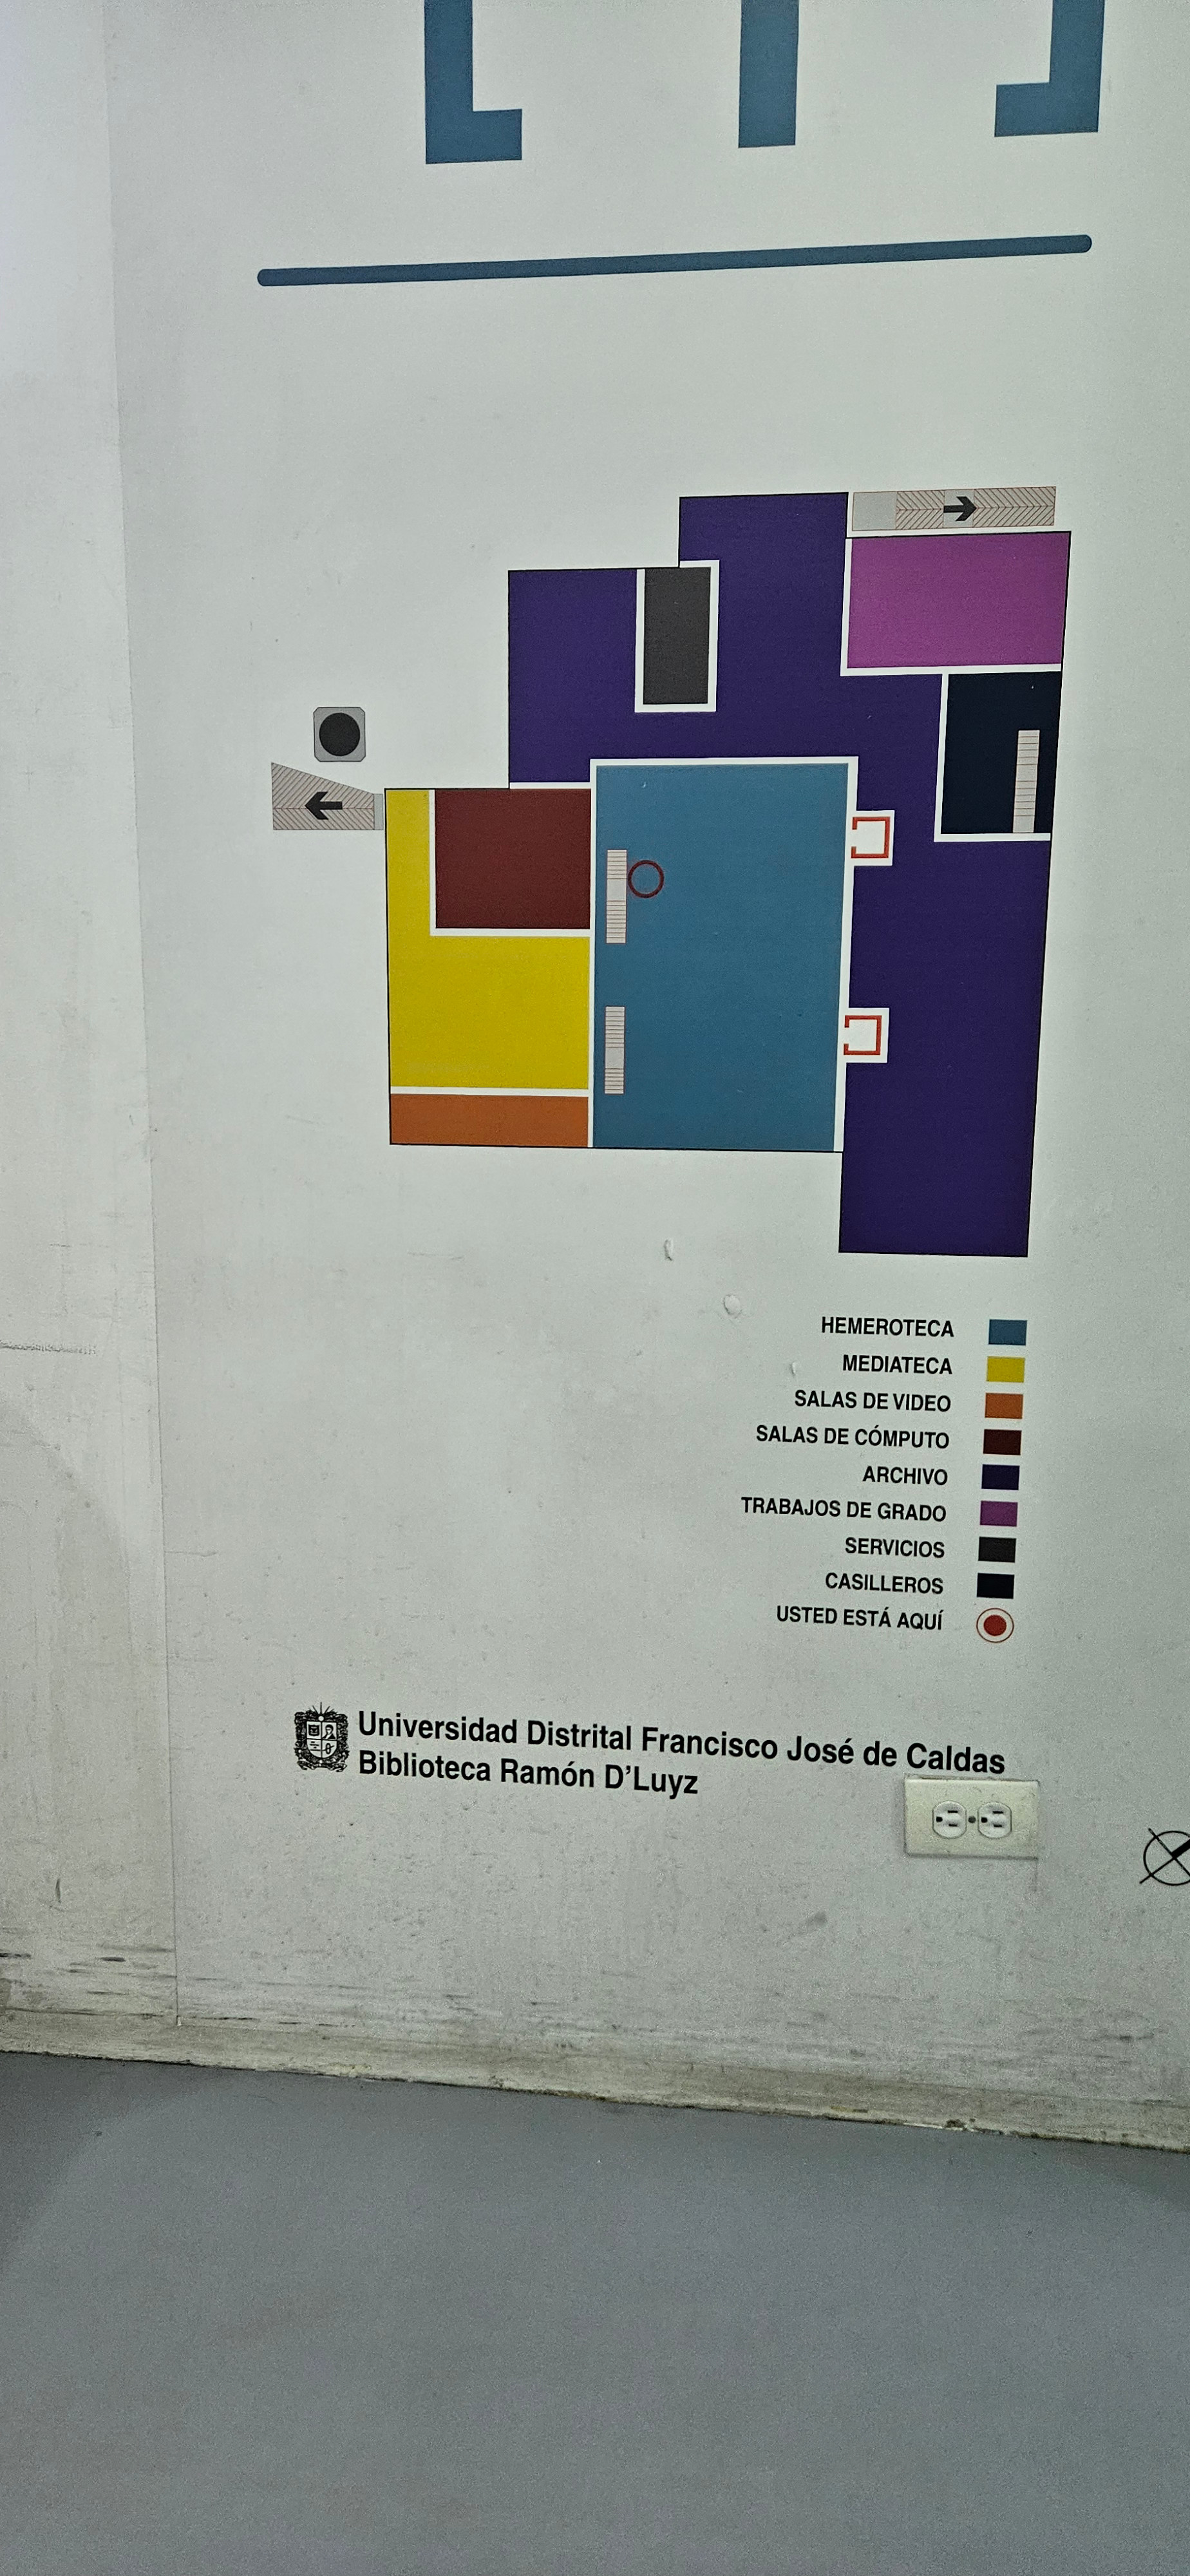 HEMEROTECA
MEDIATECA
SALAS DE VIDEO
SALAS DE CÓMPUTO
ARCHIVO
TRABAJOS DE GRADO
SERVICIOS
CASILLEROS
USTED ESTÁ AQUÍ
Universidad Distrital Francisco José de Caldas
Biblioteca Ramón D'Luyz